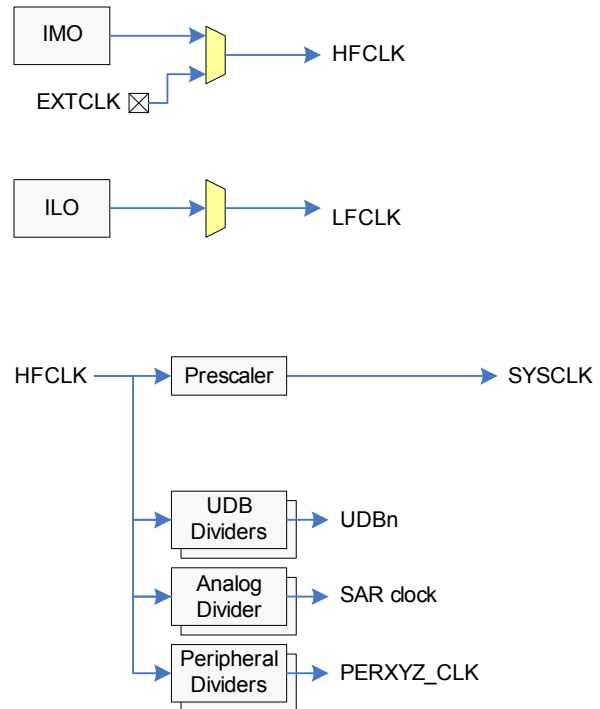 IMO
HFCLK
EXTCLK
ILO
LFCLK
HFCLK
Prescaler
SYSCLK
UDB
Dividers
UDBn
Analog
Divider
SAR clock
Peripheral
Dividers
PERXYZ_CLK